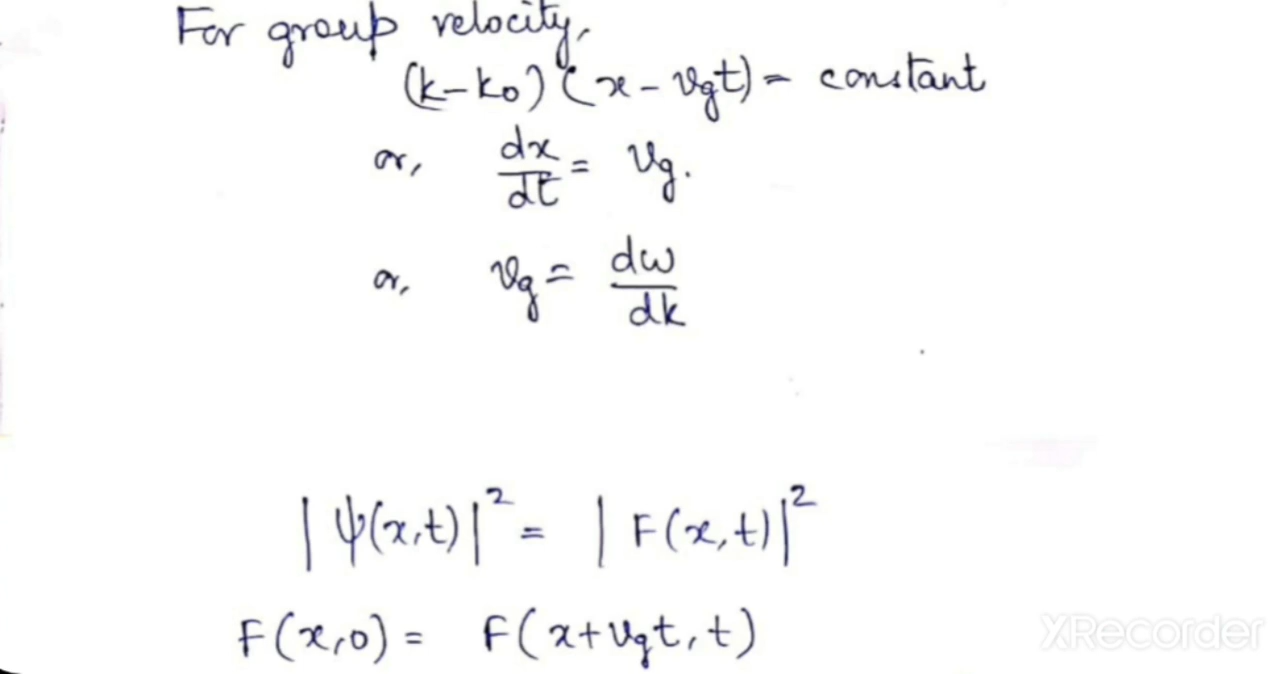 For group velocity,
(k-k₀) (x - v_g t) = constant
or, dx/dt = v_g.
or, v_g = dω/dk
|ψ(x,t)|² = |F(x,t)|²
F(x,0) = F(x+v_g t, t)
XRecorder